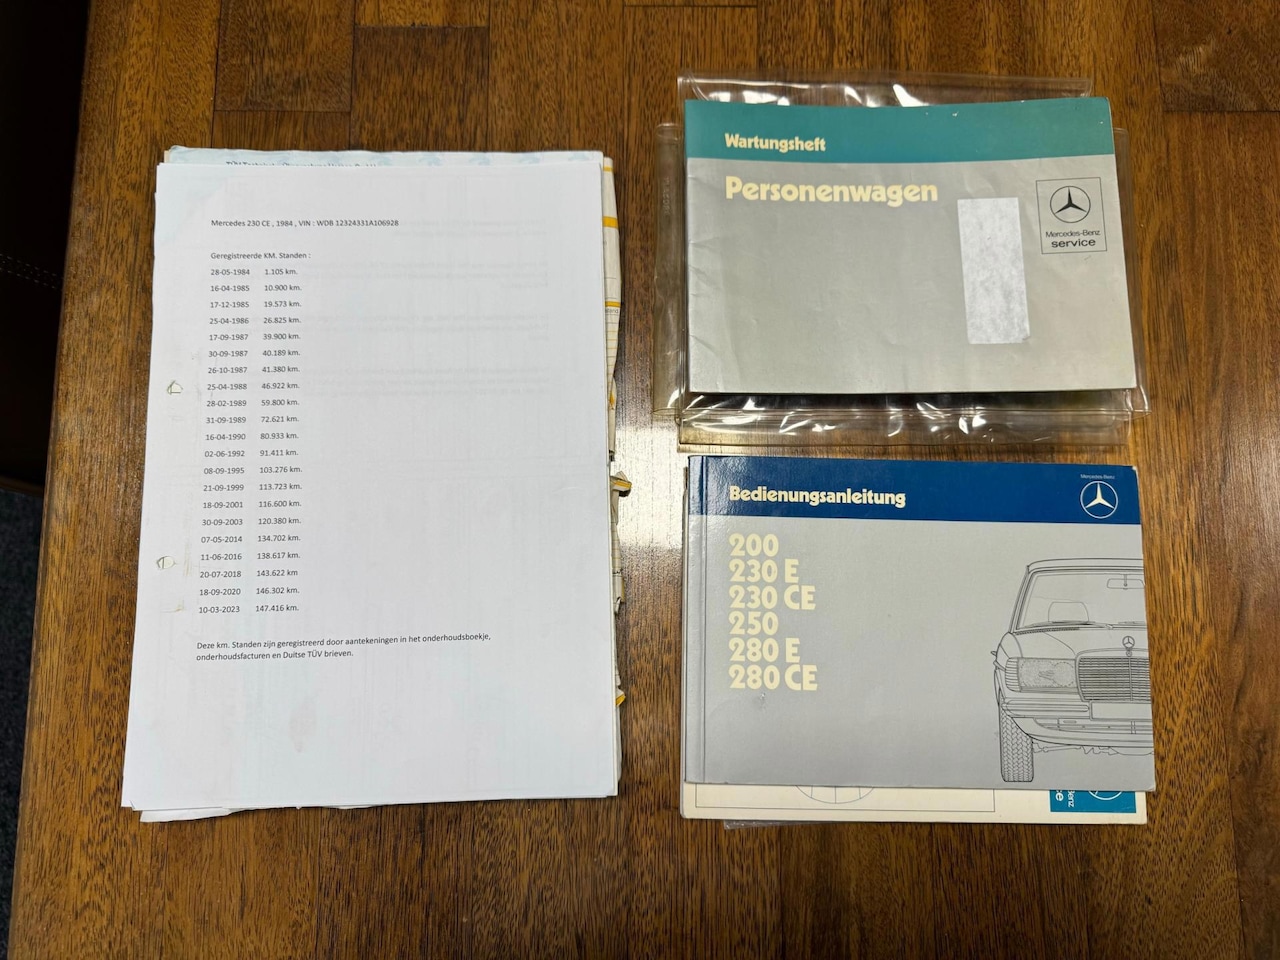 Mercedes 230 CE , 1984 , VIN : WDB 12324331A106928
Geregistreerde KM. Standen :
28-05-1984 1.105 km.
16-04-1985 10.900 km.
17-12-1985 19.573 km.
25-04-1986 26.825 km.
17-09-1987 39.900 km.
30-09-1987 40.189 km.
26-10-1987 41.380 km.
25-04-1988 46.922 km.
28-02-1989 59.800 km.
31-09-1989 72.621 km.
16-04-1990 80.933 km.
02-06-1992 91.411 km.
08-09-1995 103.276 km.
21-09-1999 113.723 km.
18-09-2001 116.600 km.
30-09-2003 120.380 km.
07-05-2014 134.702 km.
11-06-2016 138.617 km.
20-07-2018 143.622 km
18-09-2020 146.302 km.
10-03-2023 147.416 km.
Deze km. Standen zijn geregistreerd door aantekeningen in het onderhoudsboekje,
onderhoudsfacturen en Duitse TÜV brieven.
Wartungsheft
Personenwagen
Mercedes-Benz
service
Bedienungsanleitung
Mercedes-Benz
200
230 E
230 CE
250
280 E
280 CE